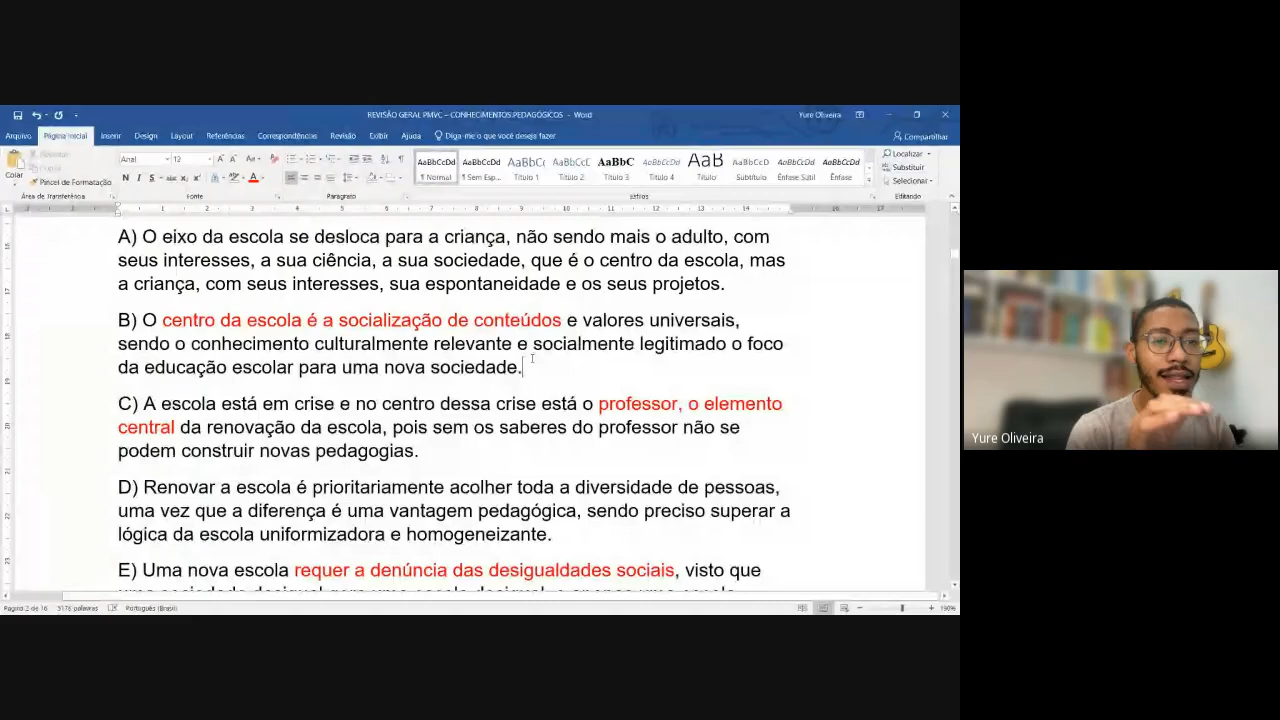 REVISÃO GERAL PMVC – CONHECIMENTOS PEDAGÓGICOS - Word
Yure Oliveira
Arquivo Página Inicial Inserir Design Layout Referências Correspondências Revisão Exibir Ajuda Diga-me o que você deseja fazer Compartilhar
Colar
Pincel de Formatação
Arial 12
AaBbCcDd AaBbCcDd AaBbCc AaBbCcE AaBbC AaBbCcDd AaB AaBbCcD AaBbCcDd AaBbCcDd
¶ Normal ¶ Sem Esp... Título 1 Título 2 Título 3 Título 4 Título Subtítulo Ênfase Sutil Ênfase
Localizar
Substituir
Selecionar
Área de Transferência Fonte Parágrafo Estilos Editando
A) O eixo da escola se desloca para a criança, não sendo mais o adulto, com
seus interesses, a sua ciência, a sua sociedade, que é o centro da escola, mas
a criança, com seus interesses, sua espontaneidade e os seus projetos.
B) O centro da escola é a socialização de conteúdos e valores universais,
sendo o conhecimento culturalmente relevante e socialmente legitimado o foco
da educação escolar para uma nova sociedade.
C) A escola está em crise e no centro dessa crise está o professor, o elemento
central da renovação da escola, pois sem os saberes do professor não se
podem construir novas pedagogias.
D) Renovar a escola é prioritariamente acolher toda a diversidade de pessoas,
uma vez que a diferença é uma vantagem pedagógica, sendo preciso superar a
lógica da escola uniformizadora e homogeneizante.
E) Uma nova escola requer a denúncia das desigualdades sociais, visto que
Página 2 de 16 5178 palavras Português (Brasil) 190%
Yure Oliveira